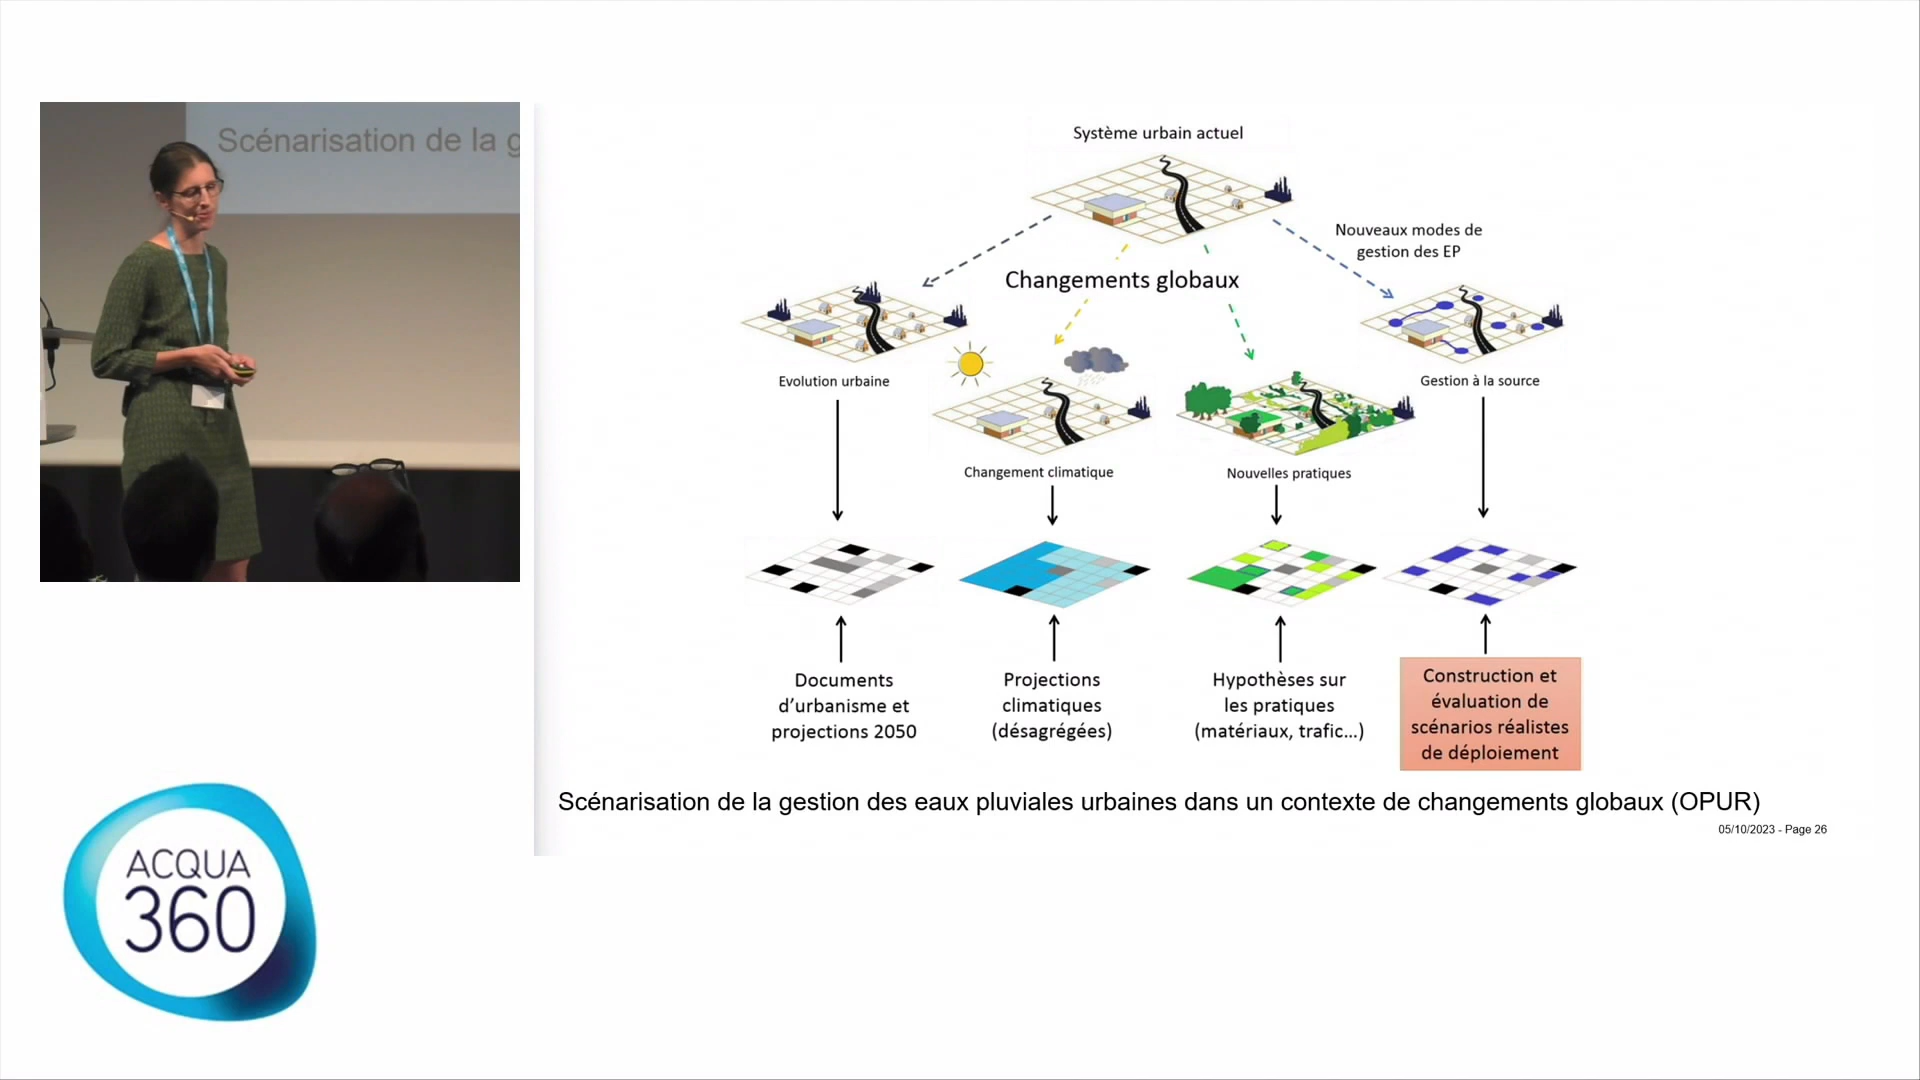 Scénarisation de la g
Système urbain actuel
Nouveaux modes de
gestion des EP
Changements globaux
Evolution urbaine
Gestion à la source
Changement climatique
Nouvelles pratiques
Documents
d’urbanisme et
projections 2050
Projections
climatiques
(désagrégées)
Hypothèses sur
les pratiques
(matériaux, trafic...)
Construction et
évaluation de
scénarios réalistes
de déploiement
Scénarisation de la gestion des eaux pluviales urbaines dans un contexte de changements globaux (OPUR)
05/10/2023 - Page 26
ACQUA
360